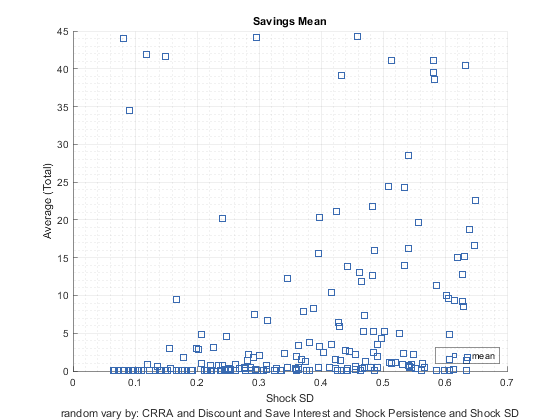 Savings Mean
45
40
35
30
25
20
15
10
5
0
Average (Total)
0 0.1 0.2 0.3 0.4 0.5 0.6 0.7
Shock SD
mean
random vary by: CRRA and Discount and Save Interest and Shock Persistence and Shock SD